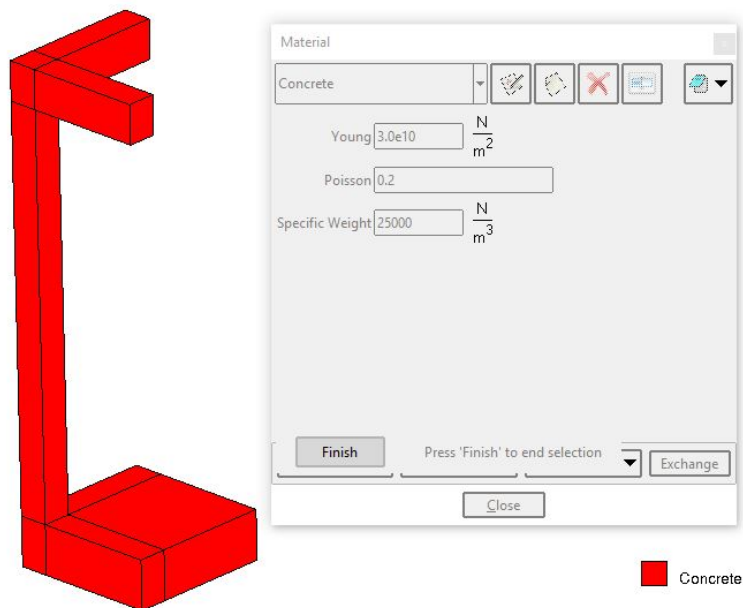 Material
Concrete
Young 3.0e10 N/m²
Poisson 0.2
Specific Weight 25000 N/m³
Finish
Press 'Finish' to end selection
Exchange
Close
Concrete